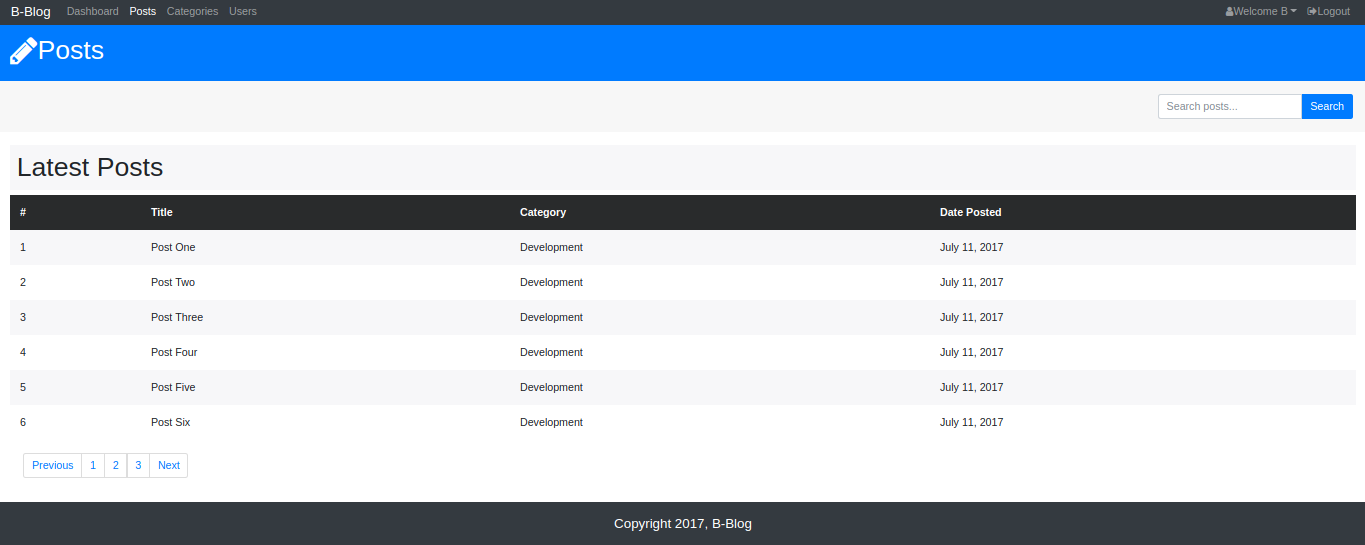 B-Blog Dashboard Posts Categories Users Welcome B Logout
Posts
Search posts... Search
Latest Posts
# Title Category Date Posted
1 Post One Development July 11, 2017
2 Post Two Development July 11, 2017
3 Post Three Development July 11, 2017
4 Post Four Development July 11, 2017
5 Post Five Development July 11, 2017
6 Post Six Development July 11, 2017
Previous 1 2 3 Next
Copyright 2017, B-Blog